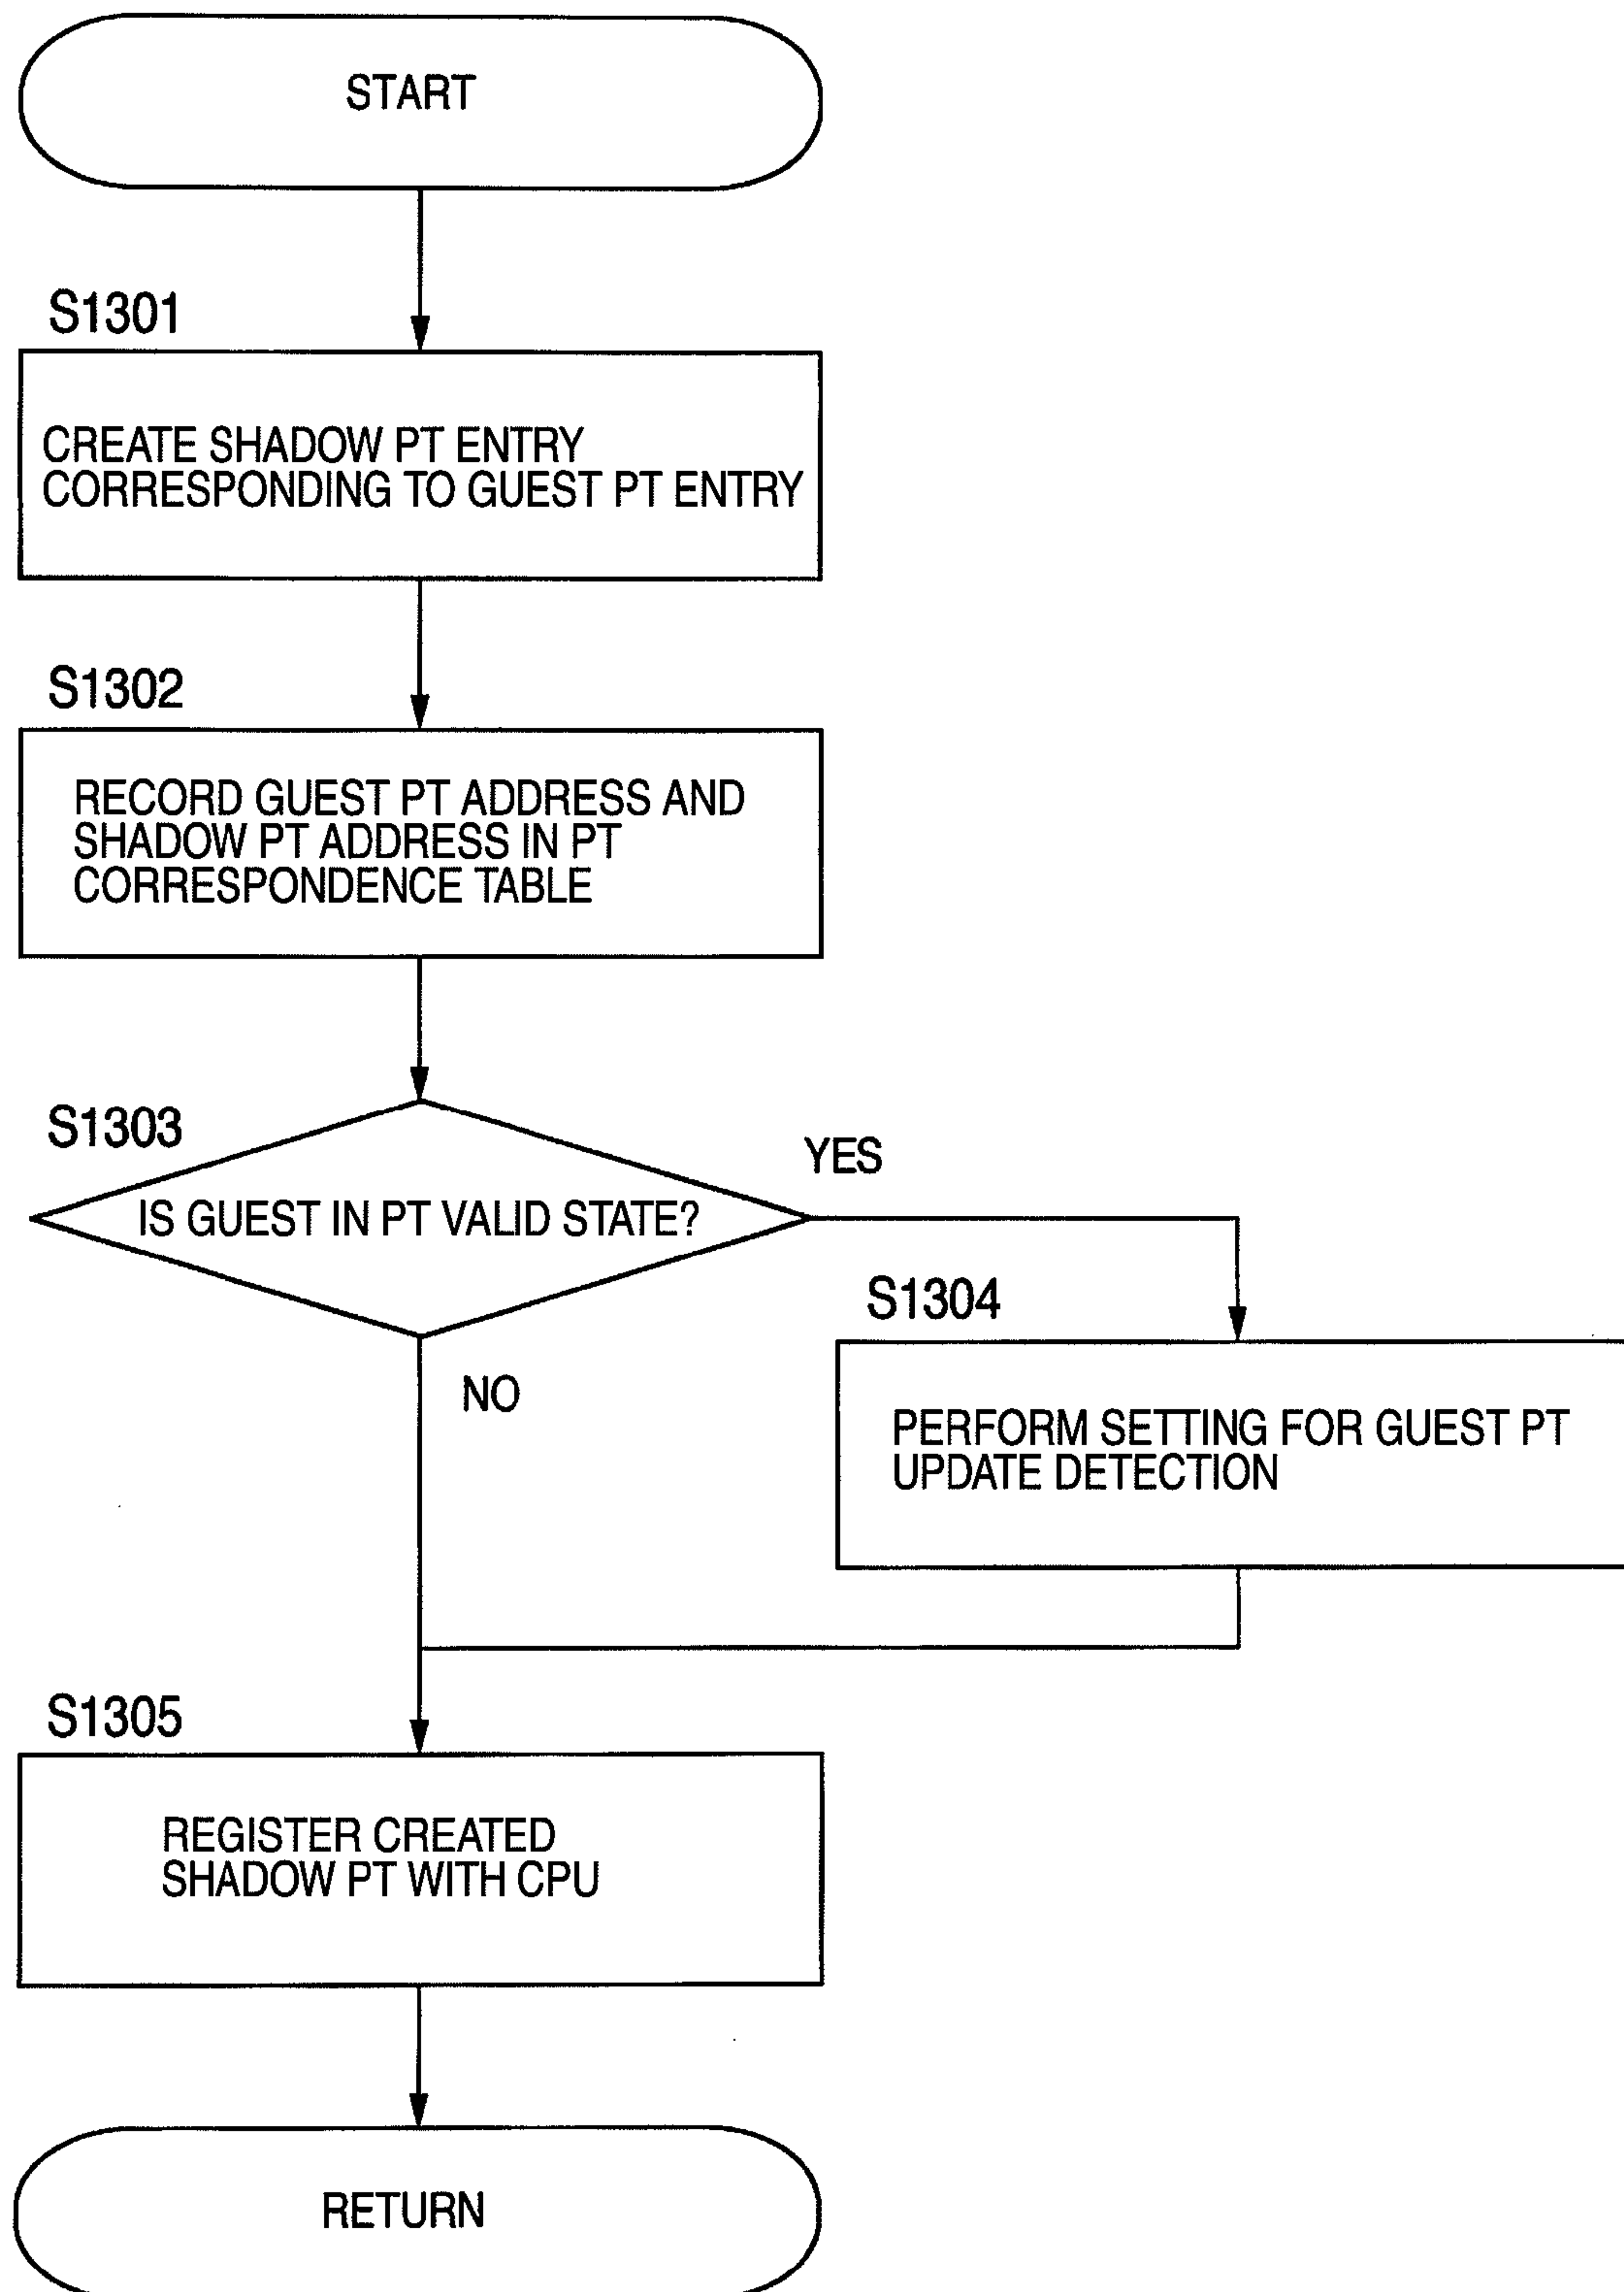 START
S1301
CREATE SHADOW PT ENTRY
CORRESPONDING TO GUEST PT ENTRY
S1302
RECORD GUEST PT ADDRESS AND
SHADOW PT ADDRESS IN PT
CORRESPONDENCE TABLE
S1303
IS GUEST IN PT VALID STATE?
YES
NO
S1304
PERFORM SETTING FOR GUEST PT
UPDATE DETECTION
S1305
REGISTER CREATED
SHADOW PT WITH CPU
RETURN